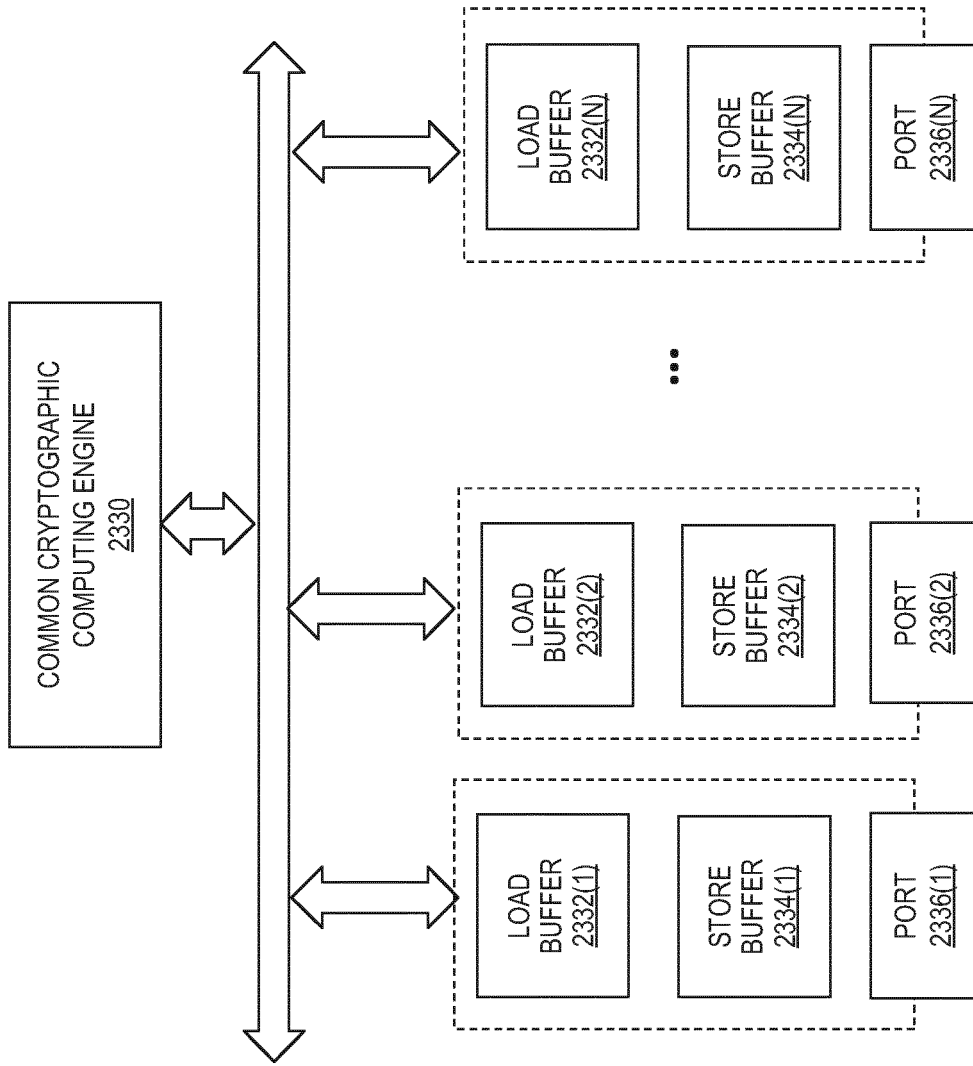 COMMON CRYPTOGRAPHIC
COMPUTING ENGINE
2330
LOAD
BUFFER
2332(1)
STORE
BUFFER
2334(1)
PORT
2336(1)
LOAD
BUFFER
2332(2)
STORE
BUFFER
2334(2)
PORT
2336(2)
...
LOAD
BUFFER
2332(N)
STORE
BUFFER
2334(N)
PORT
2336(N)